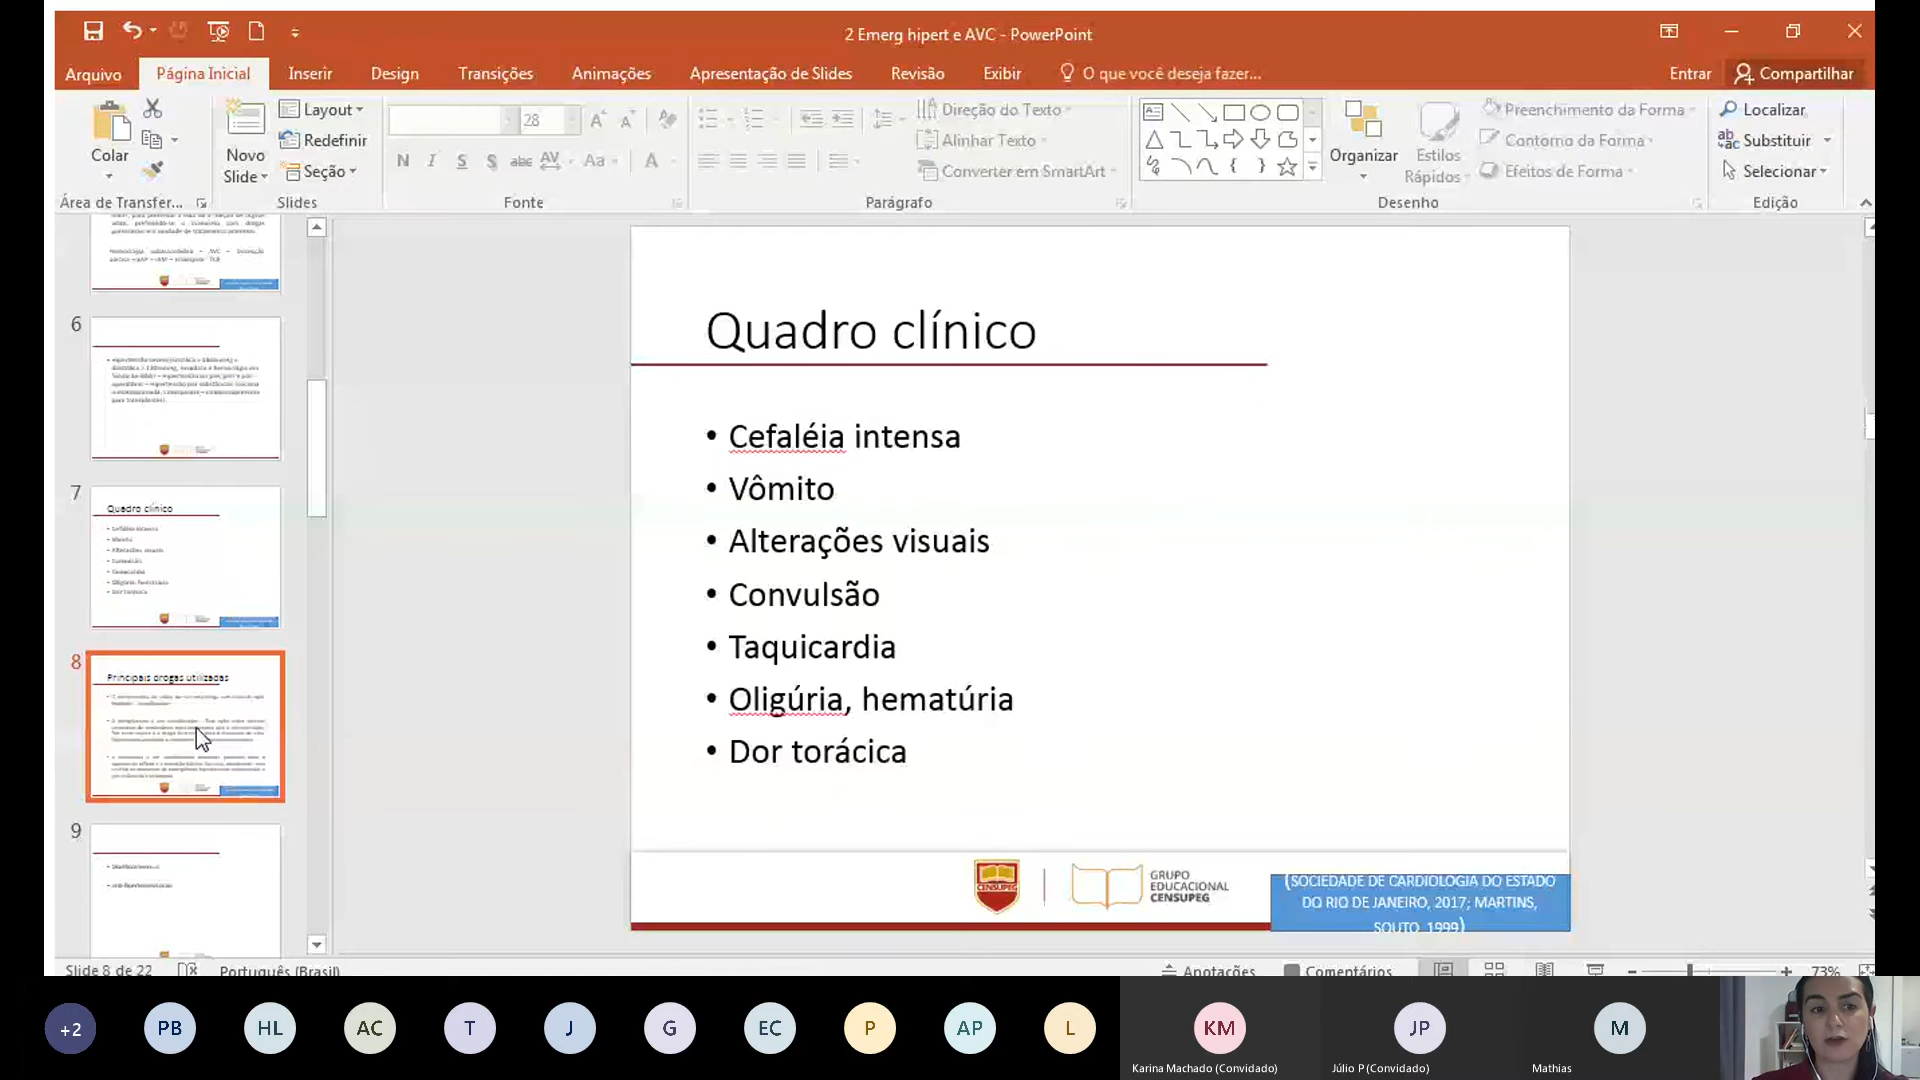 2 Emerg hipert e AVC - PowerPoint
Arquivo
Página Inicial
Inserir
Design
Transições
Animações
Apresentação de Slides
Revisão
Exibir
O que você deseja fazer...
Entrar
Compartilhar
Colar
Novo Slide
Layout
Redefinir
Seção
28
N I S S abc AV Aa A
Direção do Texto
Alinhar Texto
Converter em SmartArt
Organizar
Estilos Rápidos
Preenchimento da Forma
Contorno da Forma
Efeitos de Forma
Localizar
Substituir
Selecionar
Área de Transfer...
Slides
Fonte
Parágrafo
Desenho
Edição
6
7
Quadro clínico
8
Principais drogas utilizadas
9
Quadro clínico
• Cefaléia intensa
• Vômito
• Alterações visuais
• Convulsão
• Taquicardia
• Oligúria, hematúria
• Dor torácica
CENSUPEG
GRUPO
EDUCACIONAL
CENSUPEG
(SOCIEDADE DE CARDIOLOGIA DO ESTADO
DO RIO DE JANEIRO, 2017; MARTINS,
SOUTO, 1999)
Slide 8 de 22
Português (Brasil)
Anotações
Comentários
73%
+2
PB
HL
AC
T
J
G
EC
P
AP
L
KM
JP
M
Karina Machado (Convidado)
Júlio P (Convidado)
Mathias